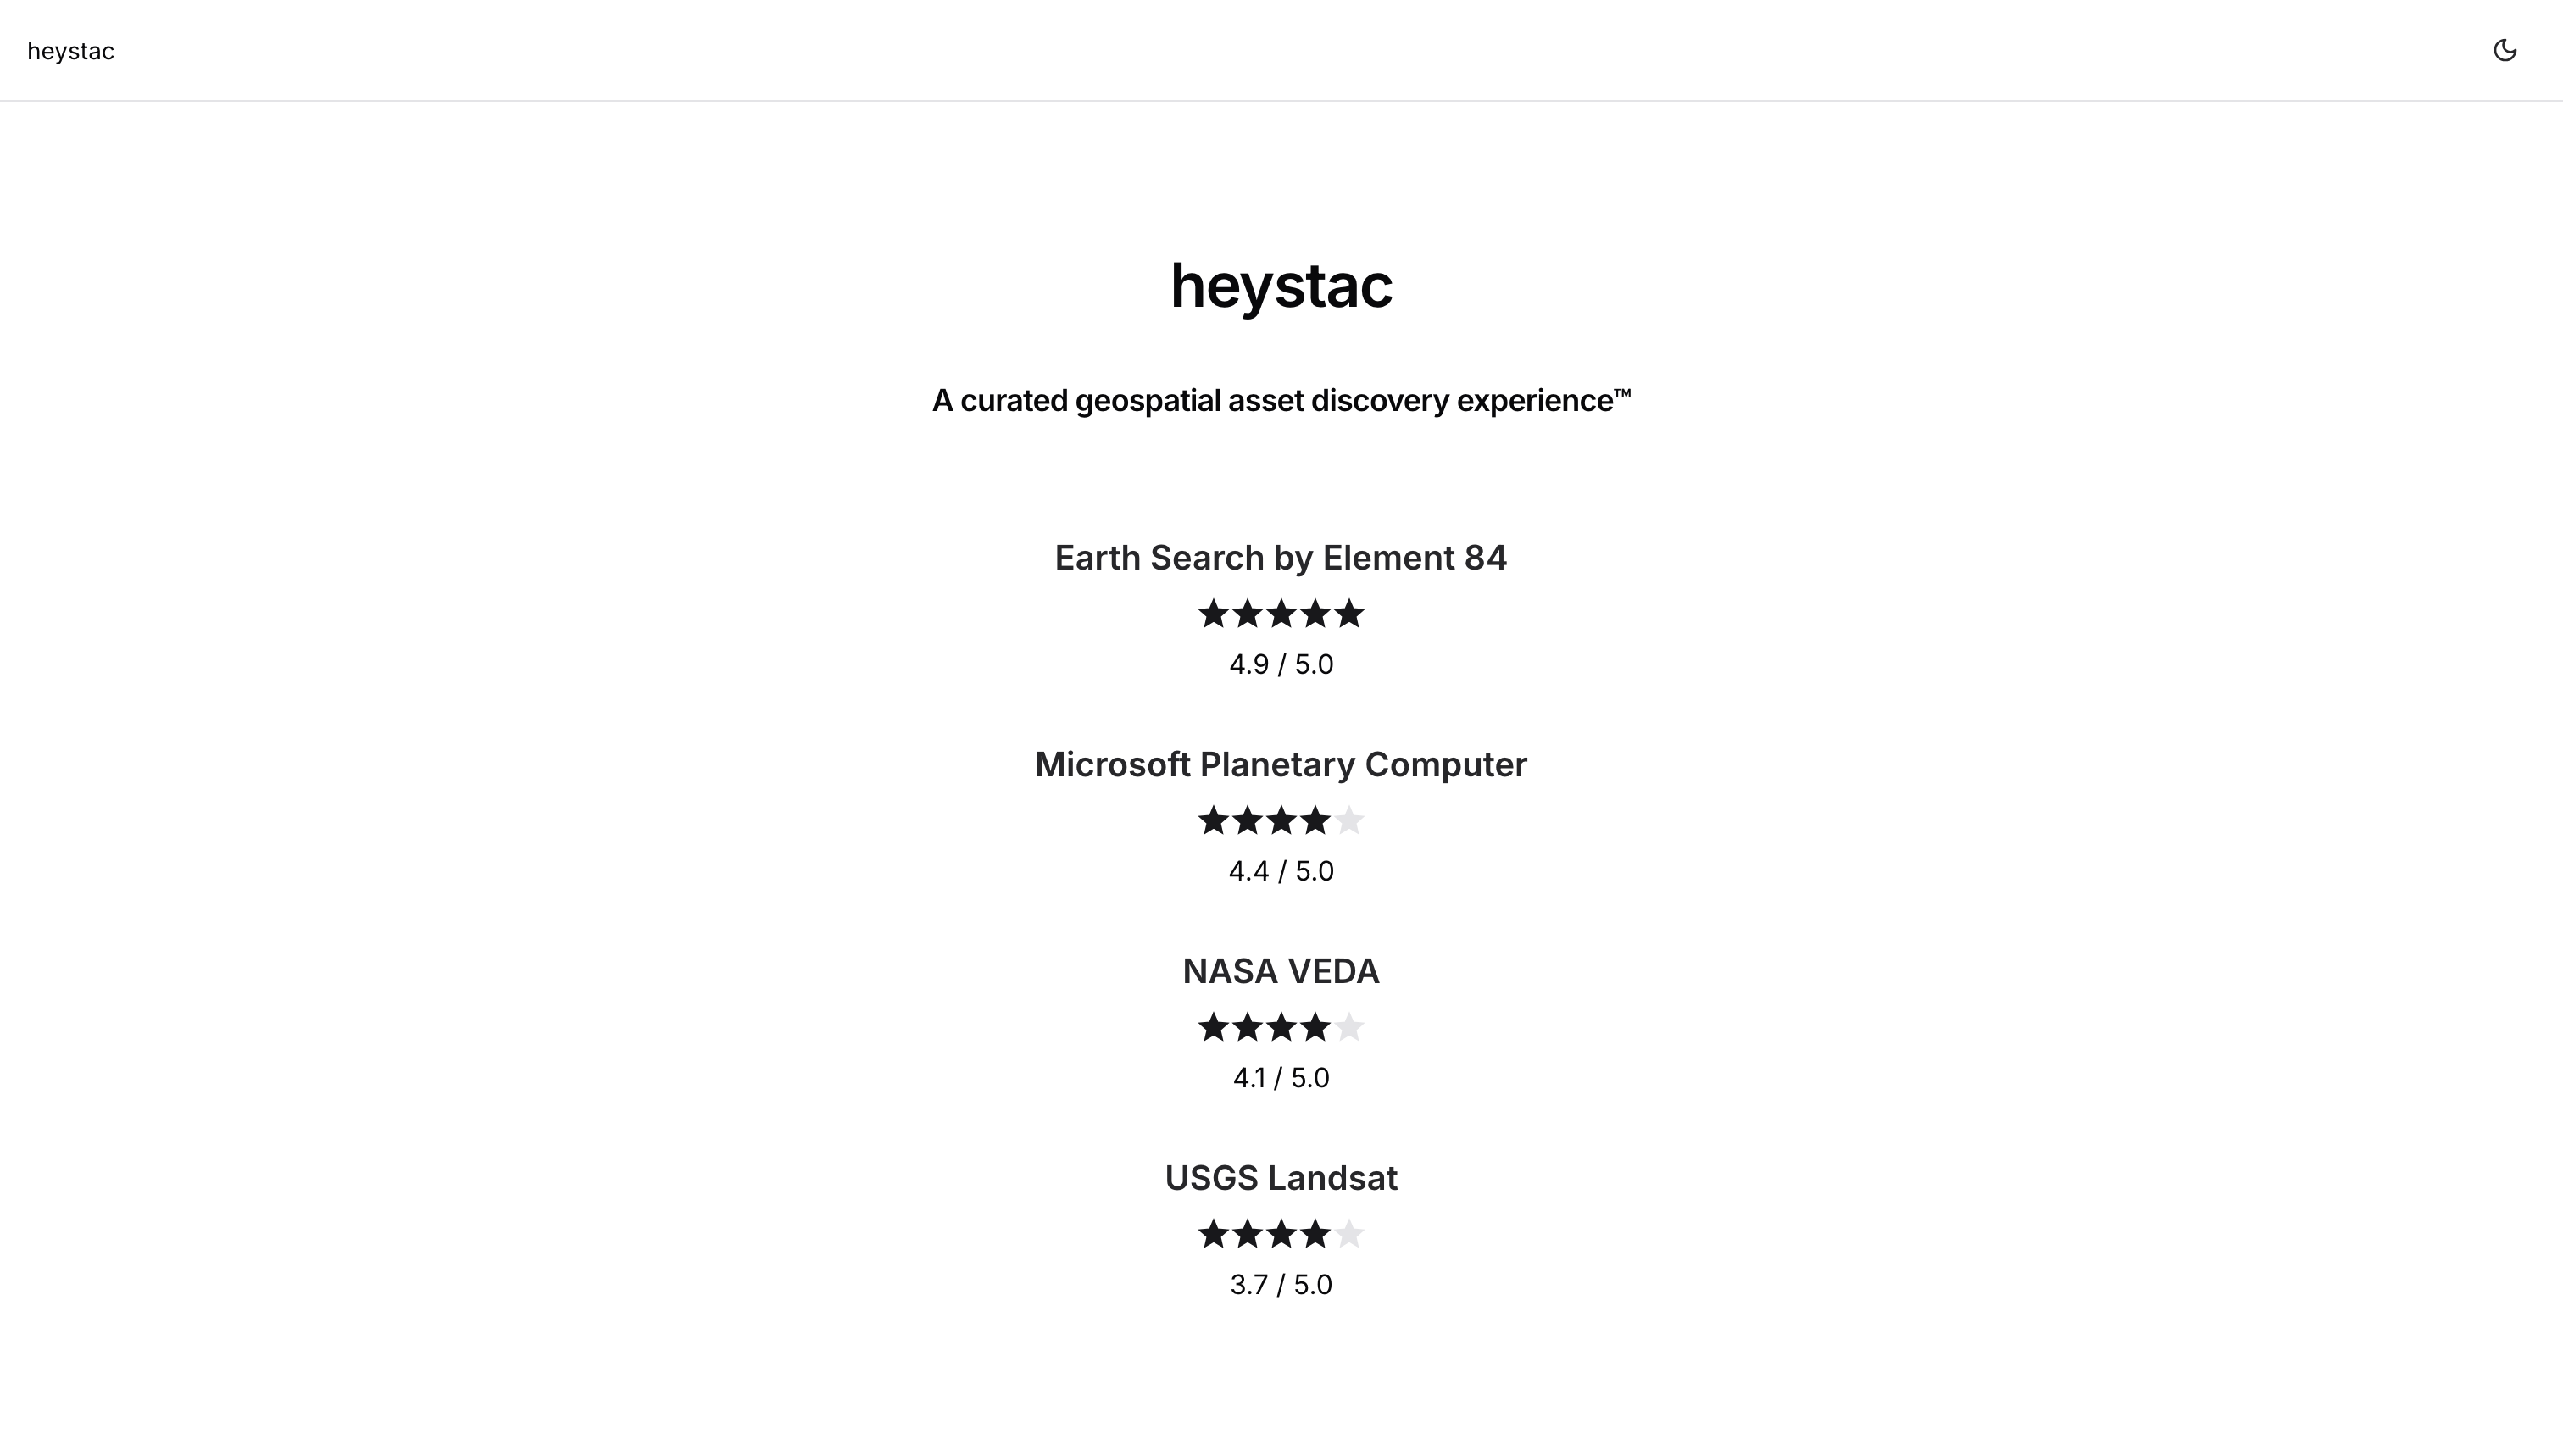 heystac
heystac
A curated geospatial asset discovery experience™
Earth Search by Element 84
4.9 / 5.0
Microsoft Planetary Computer
4.4 / 5.0
NASA VEDA
4.1 / 5.0
USGS Landsat
3.7 / 5.0